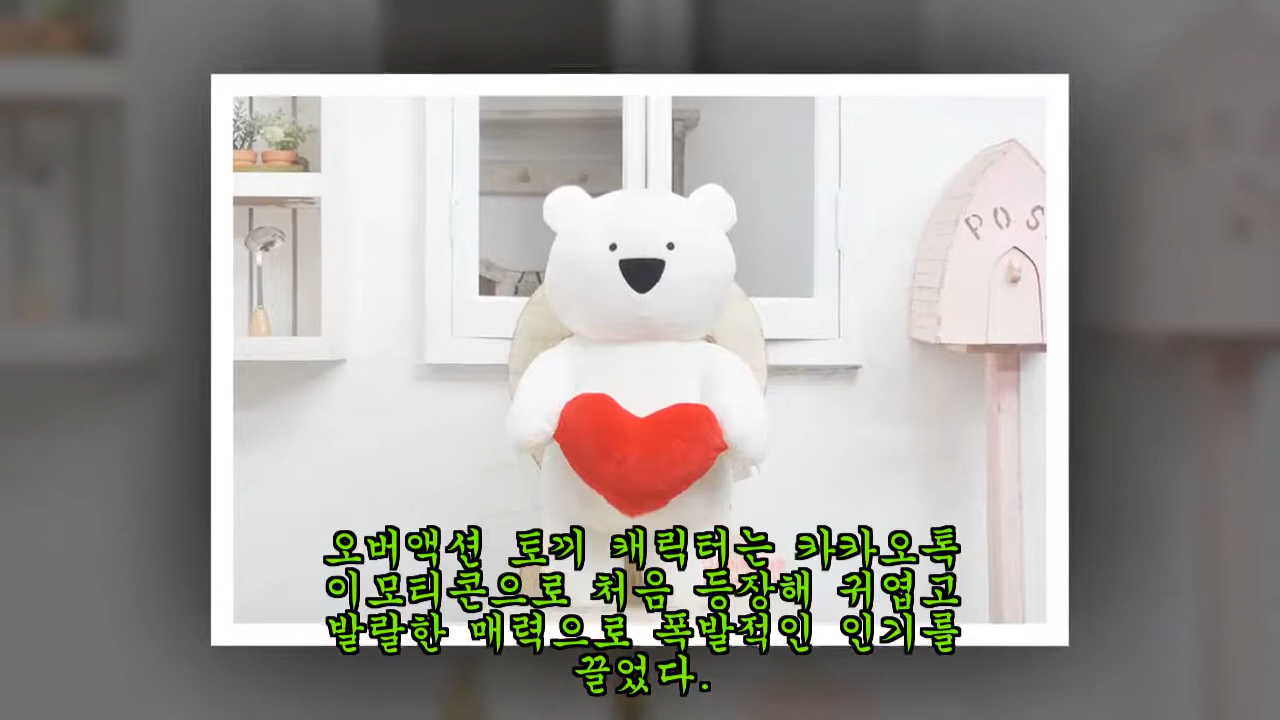 POS
오버액션 토끼 캐릭터는 카카오톡
이모티콘으로 처음 등장해 귀엽고
발랄한 매력으로 폭발적인 인기를
끌었다.